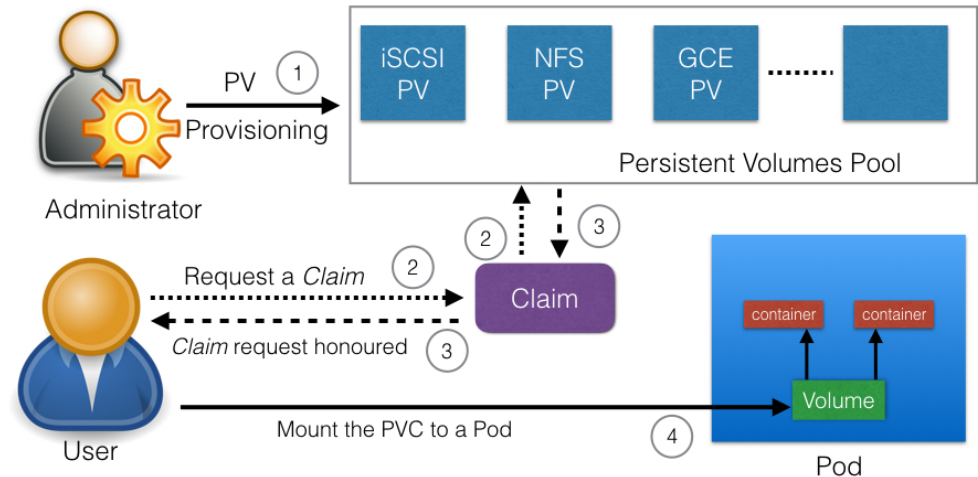 iSCSI
PV
NFS
PV
GCE
PV
PV
1
Provisioning
Persistent Volumes Pool
Administrator
2
3
Request a Claim
2
Claim
Claim request honoured
3
container
container
Volume
Mount the PVC to a Pod
4
User
Pod